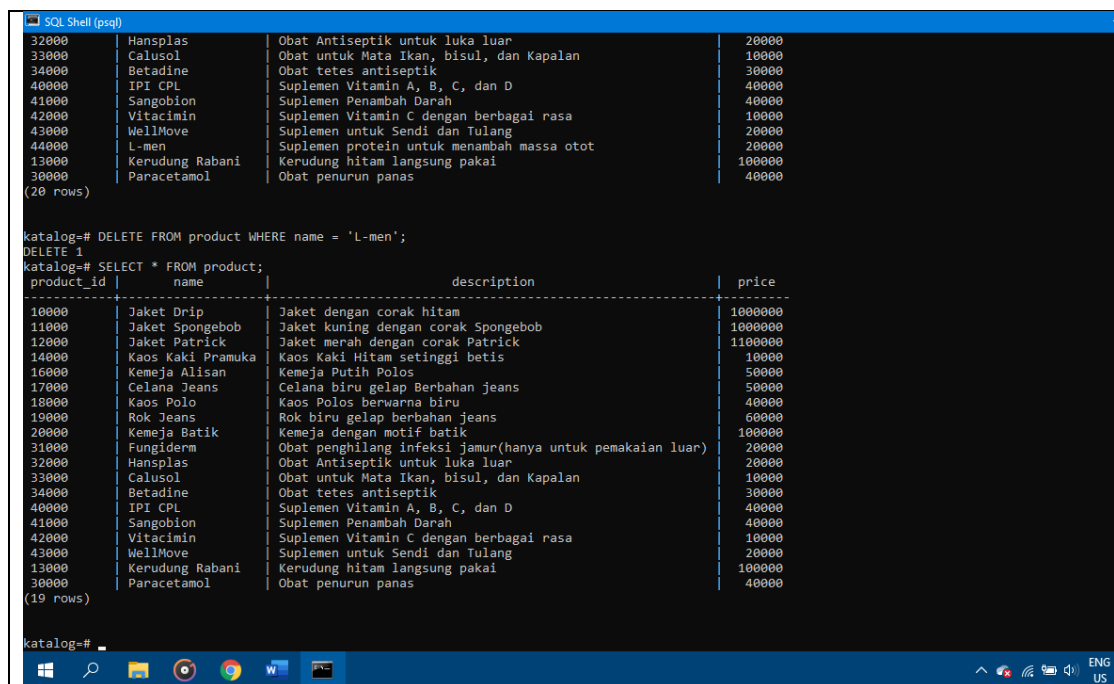 SQL Shell (psql)
32000 | Hansplas | Obat Antiseptik untuk luka luar | 20000
33000 | Calusol | Obat untuk Mata Ikan, bisul, dan Kapalan | 10000
34000 | Betadine | Obat tetes antiseptik | 30000
40000 | IPI CPL | Suplemen Vitamin A, B, C, dan D | 40000
41000 | Sangobion | Suplemen Penambah Darah | 40000
42000 | Vitacimin | Suplemen Vitamin C dengan berbagai rasa | 10000
43000 | WellMove | Suplemen untuk Sendi dan Tulang | 20000
44000 | L-men | Suplemen protein untuk menambah massa otot | 20000
13000 | Kerudung Rabani | Kerudung hitam langsung pakai | 100000
30000 | Paracetamol | Obat penurun panas | 40000
(20 rows)
katalog=# DELETE FROM product WHERE name = 'L-men';
DELETE 1
katalog=# SELECT * FROM product;
product_id | name | description | price
10000 | Jaket Drip | Jaket dengan corak hitam | 1000000
11000 | Jaket Spongebob | Jaket kuning dengan corak Spongebob | 1000000
12000 | Jaket Patrick | Jaket merah dengan corak Patrick | 1100000
14000 | Kaos Kaki Pramuka | Kaos Kaki Hitam setinggi betis | 10000
16000 | Kemeja Alisan | Kemeja Putih Polos | 50000
17000 | Celana Jeans | Celana biru gelap Berbahan jeans | 50000
18000 | Kaos Polo | Kaos Polos berwarna biru | 40000
19000 | Rok Jeans | Rok biru gelap berbahan jeans | 60000
20000 | Kemeja Batik | Kemeja dengan motif batik | 100000
31000 | Fungiderm | Obat penghilang infeksi jamur(hanya untuk pemakaian luar) | 20000
32000 | Hansplas | Obat Antiseptik untuk luka luar | 20000
33000 | Calusol | Obat untuk Mata Ikan, bisul, dan Kapalan | 10000
34000 | Betadine | Obat tetes antiseptik | 30000
40000 | IPI CPL | Suplemen Vitamin A, B, C, dan D | 40000
41000 | Sangobion | Suplemen Penambah Darah | 40000
42000 | Vitacimin | Suplemen Vitamin C dengan berbagai rasa | 10000
43000 | WellMove | Suplemen untuk Sendi dan Tulang | 20000
13000 | Kerudung Rabani | Kerudung hitam langsung pakai | 100000
30000 | Paracetamol | Obat penurun panas | 40000
(19 rows)
katalog=# _
W
ENG
US